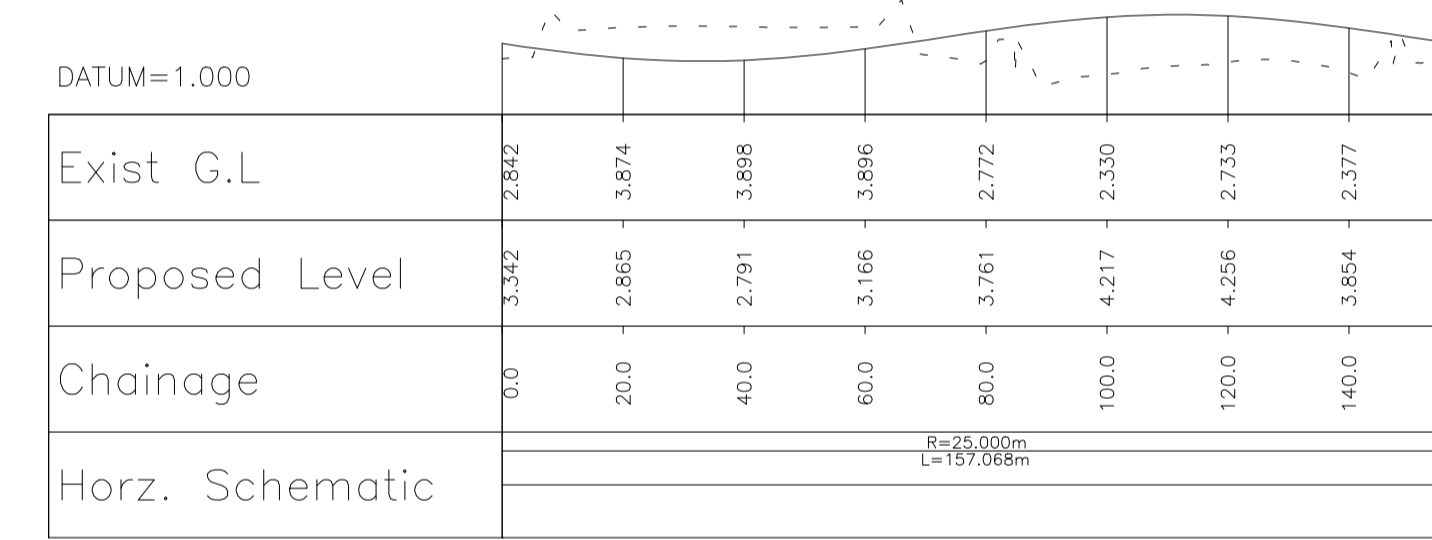 DATUM=1.000
Exist G.L 2.842 3.874 3.898 3.896 2.772 2.330 2.733 2.377
Proposed Level 3.342 2.865 2.791 3.166 3.761 4.217 4.256 3.854
Chainage 0.0 20.0 40.0 60.0 80.0 100.0 120.0 140.0
R=25.000m
L=157.068m
Horz. Schematic